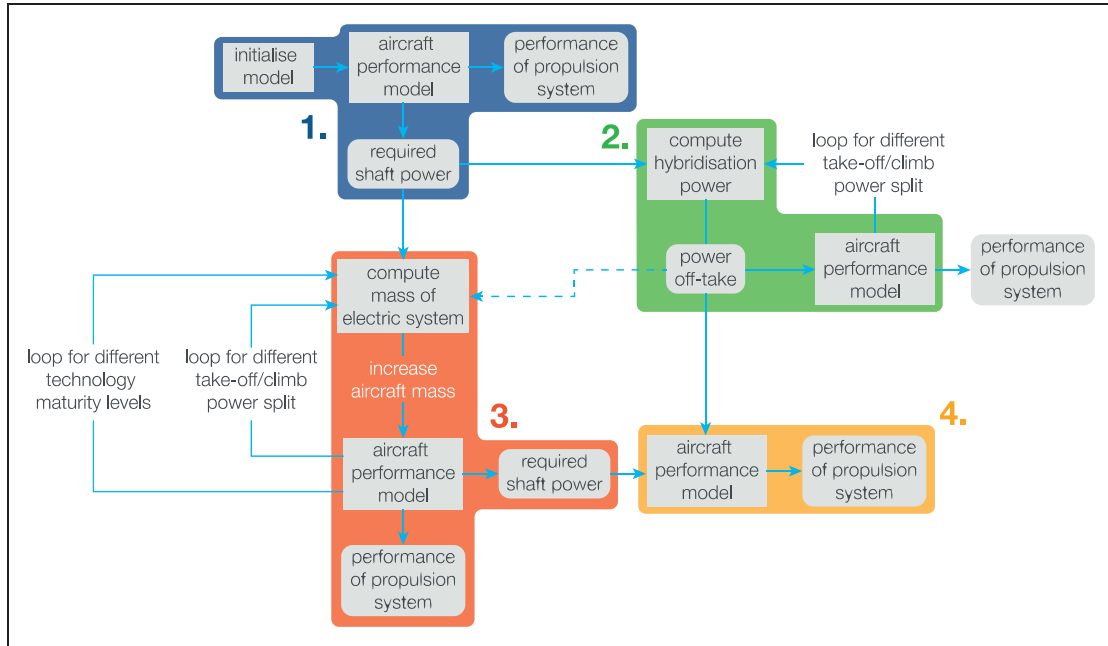 initialise
model
aircraft
performance
model
performance
of propulsion
system
1.
required
shaft power
2.
compute
hybridisation
power
loop for different
take-off/climb
power split
power
off-take
aircraft
performance
model
performance
of propulsion
system
compute
mass of
electric system
loop for different
technology
maturity levels
loop for different
take-off/climb
power split
increase
aircraft mass
3.
aircraft
performance
model
required
shaft power
4.
aircraft
performance
model
performance
of propulsion
system
performance
of propulsion
system